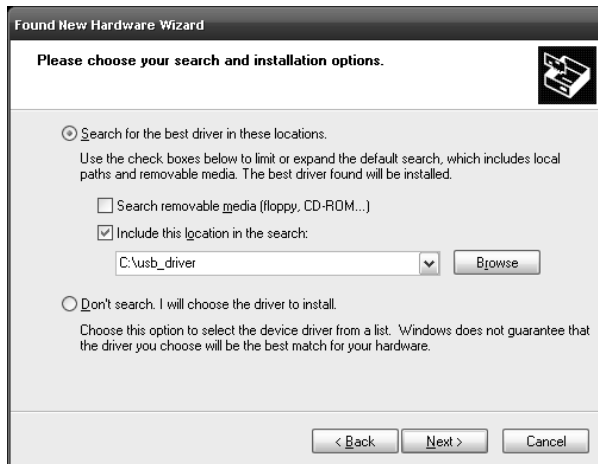 Found New Hardware Wizard
Please choose your search and installation options.
Search for the best driver in these locations.
Use the check boxes below to limit or expand the default search, which includes local
paths and removable media. The best driver found will be installed.
Search removable media (floppy, CD-ROM...)
Include this location in the search:
C:\usb_driver
Browse
Don't search. I will choose the driver to install.
Choose this option to select the device driver from a list. Windows does not guarantee that
the driver you choose will be the best match for your hardware.
< Back Next > Cancel